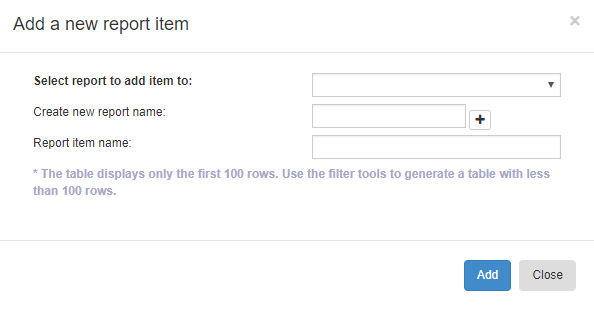 Add a new report item
×
Select report to add item to:
Create new report name:
Report item name:
* The table displays only the first 100 rows. Use the filter tools to generate a table with less
than 100 rows.
Add Close